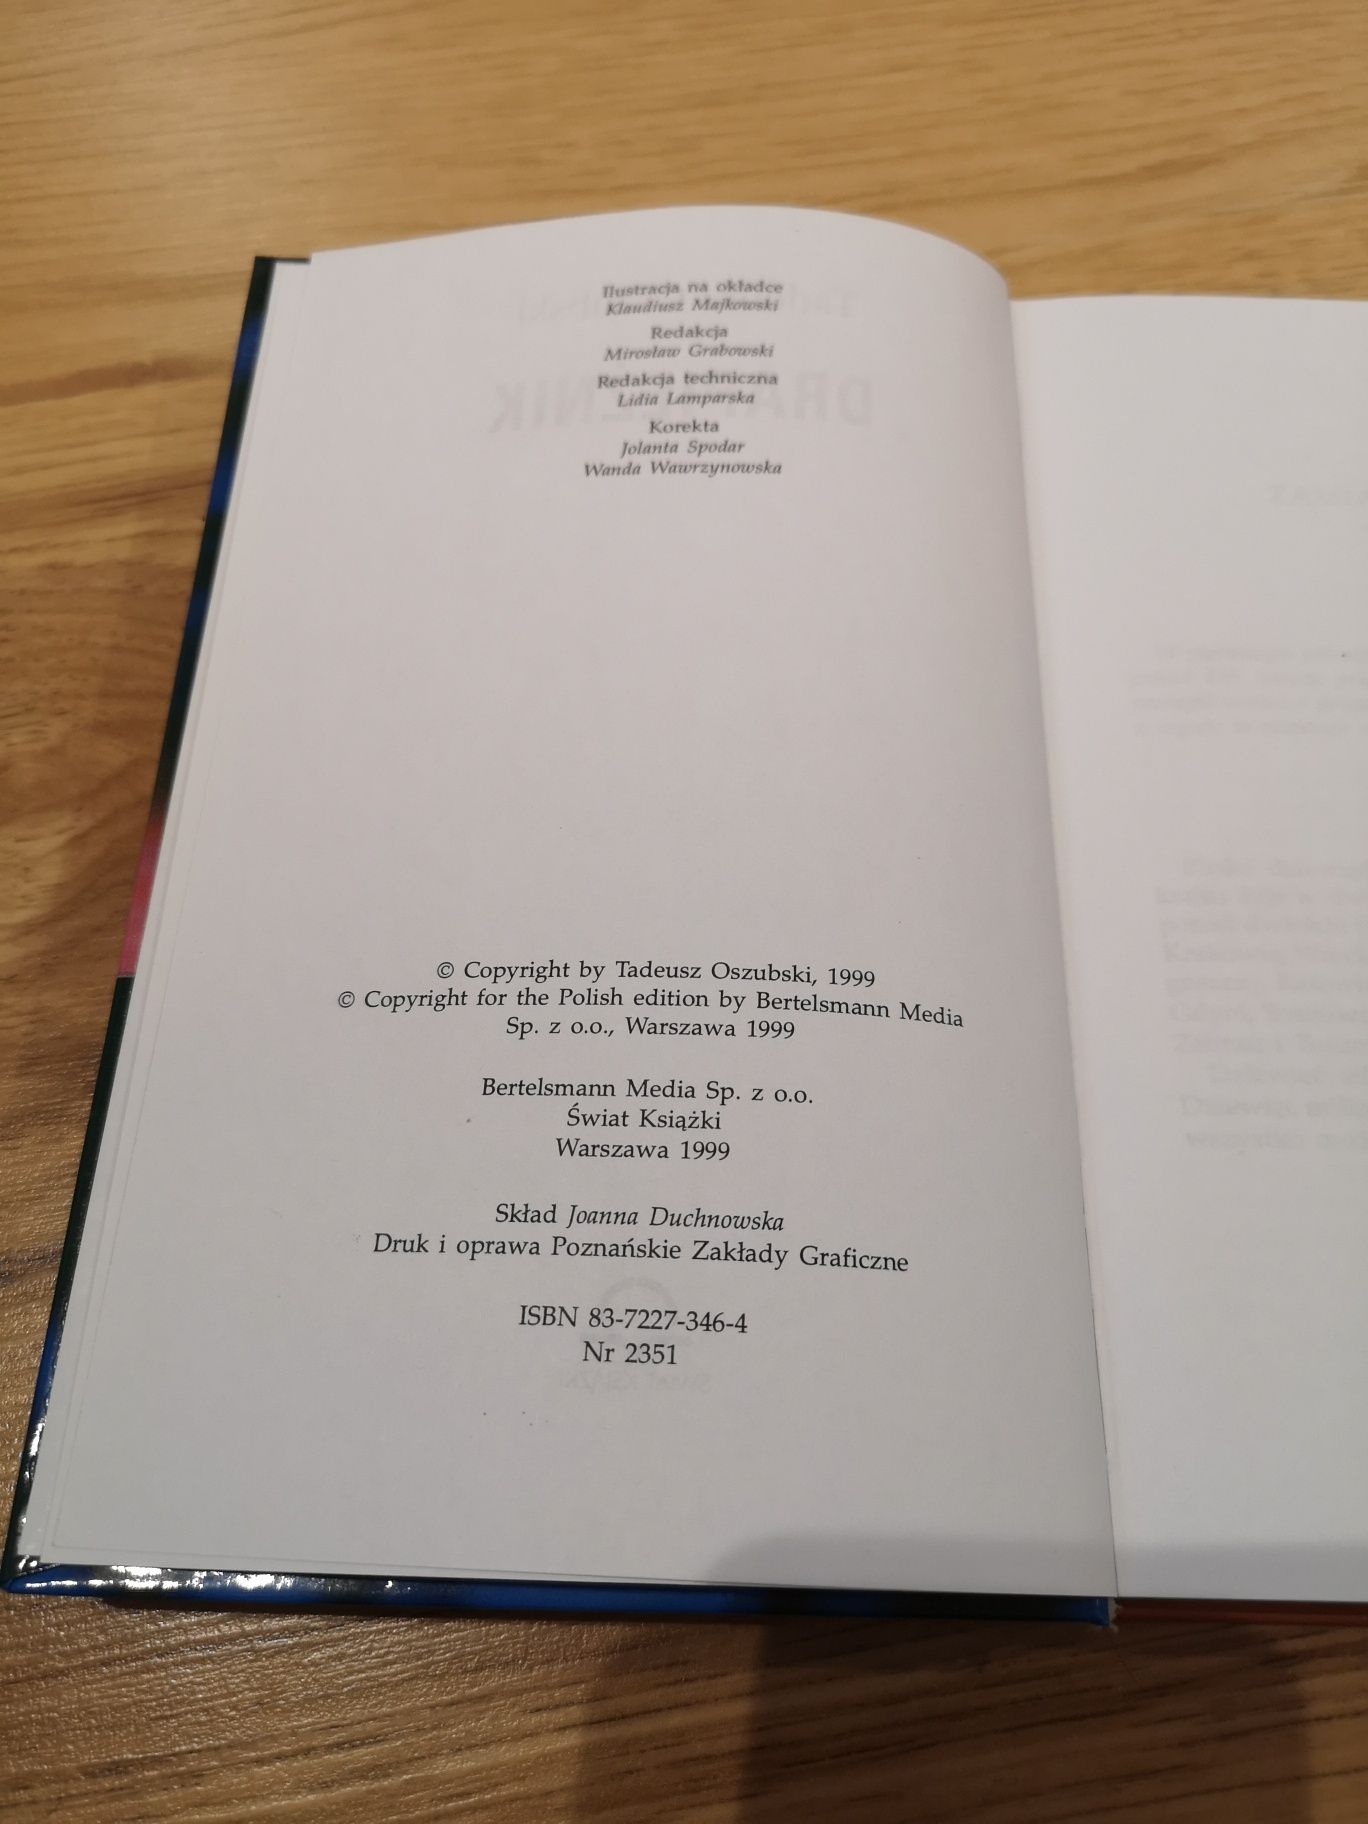 Ilustracja na okładce
Klaudiusz Majkowski
Redakcja
Mirosław Grabowski
Redakcja techniczna
Lidia Lamparska
Korekta
Jolanta Spodar
Wanda Wawrzynowska
© Copyright by Tadeusz Oszubski, 1999
© Copyright for the Polish edition by Bertelsmann Media
Sp. z o.o., Warszawa 1999
Bertelsmann Media Sp. z o.o.
Świat Książki
Warszawa 1999
Skład Joanna Duchnowska
Druk i oprawa Poznańskie Zakłady Graficzne
ISBN 83-7227-346-4
Nr 2351